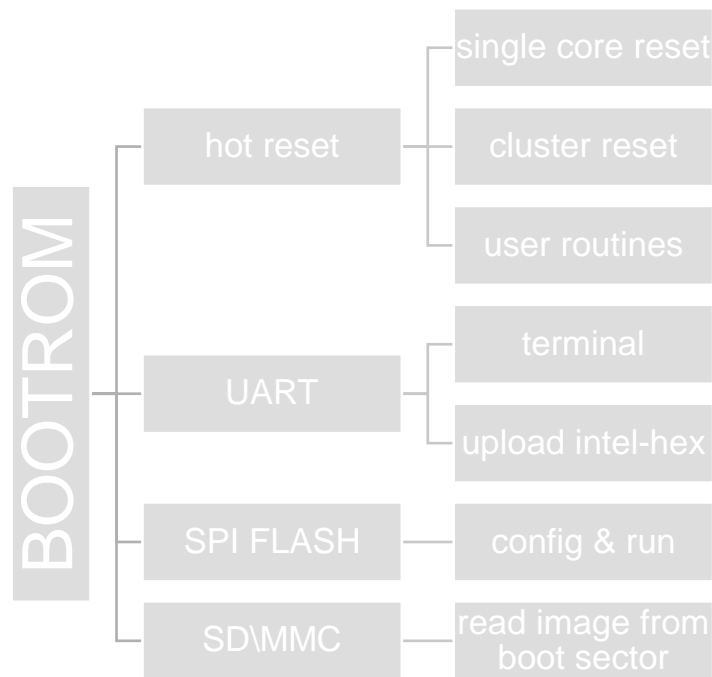 BOOTROM
hot reset
single core reset
cluster reset
user routines
UART
terminal
upload intel-hex
SPI FLASH
config & run
SD\MMC
read image from
boot sector